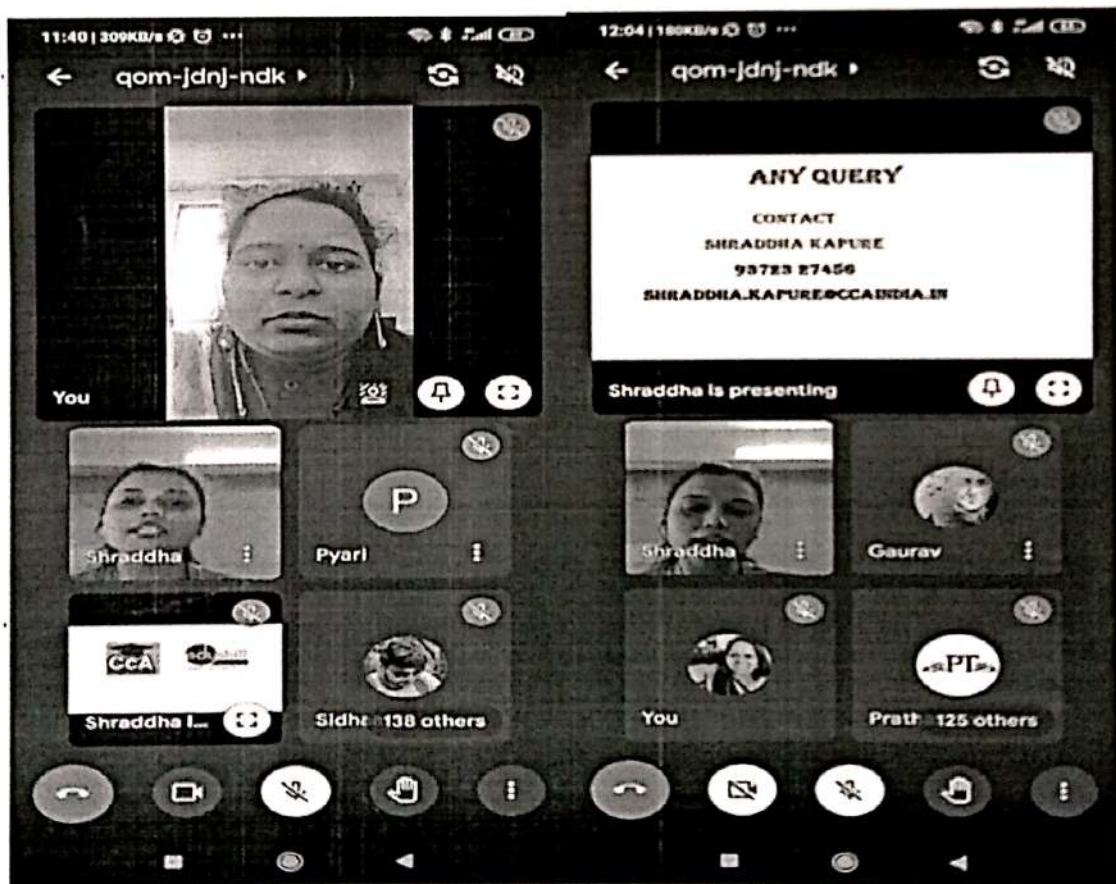 11:40 | 309KB/s
qom-jdnj-ndk
You
Shraddha
P
Pyari
CCA
Shraddha i...
Sidha 138 others
12:04 | 180KB/s
qom-jdnj-ndk
ANY QUERY
CONTACT
SHRADDHA KAPURE
93723 27456
SHRADDHA.KAPURE@CCAINDIA.IN
Shraddha is presenting
Shraddha
Gaurav
You
PT
Prath 125 others